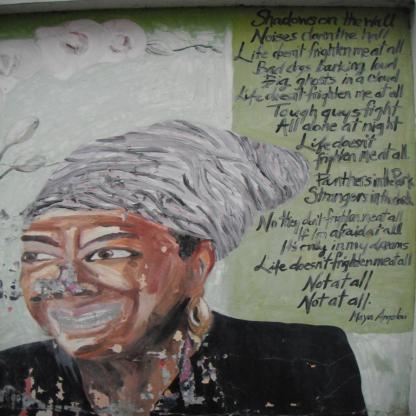 Shadows on the wall
Noises down the hall
Life doesn't frighten me at all
Bad dogs barking loud
Big ghosts in a cloud
Life doesn't frighten me at all
Tough guys fight
All alone at night
Life doesn't
frighten me at all.
Panthers in the Park
Strangers in the dark
No they don't frighten me at all
If I'm afraid at all
It's only in my dreams
Life doesn't frighten me at all
Not at all
Not at all.
Maya Angelou